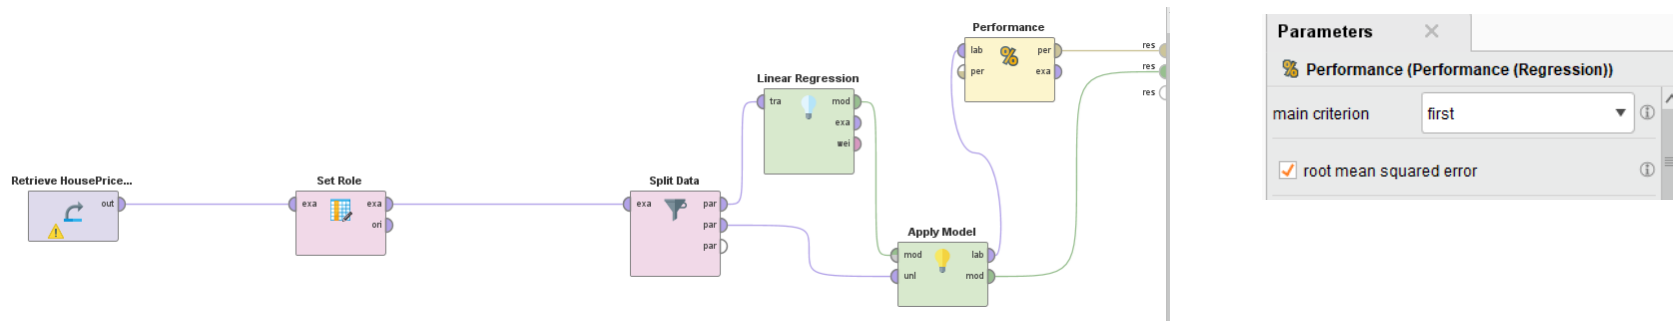 Retrieve HousePrice...
out
Set Role
exa exa
ori
Split Data
exa par
par
par
Linear Regression
tra mod
exa
wei
Apply Model
mod lab
unl mod
Performance
lab per
per exa
res
res
res
Parameters
Performance (Performance (Regression))
main criterion first
root mean squared error